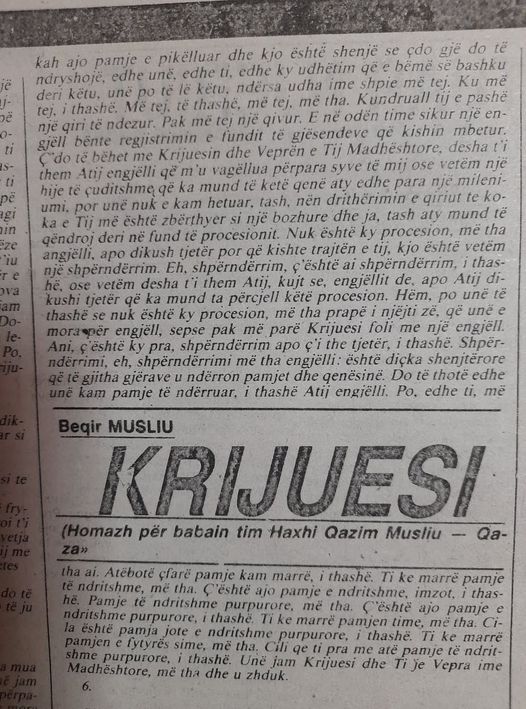 kah ajo pamje e pikëlluar dhe kjo është shenjë se çdo gjë do të
ndryshojë, edhe unë, edhe ti, edhe ky udhëtim që e bëmë së bashku
deri këtu, unë po të lë këtu, ndërsa udha ime shpie më tej. Ku më
tej, i thashë. Më tej, të thashë, më tej, më tha. Kundruall tij e pashë
një qiri të ndezur. Pak më tej një qivur. E në odën time sikur një en-
gjëll bënte regjistrimin e fundit të gjësendeve që kishin mbetur.
Ç'do të bëhet me Krijuesin dhe Veprën e Tij Madhështore, desha t'i
them Atij engjëlli që m'u vagëllua përpara syve të mij ose vetëm një
hije të çuditshme që ka mund të ketë qenë aty edhe para një mileni-
umi, por unë nuk e kam hetuar, tash, nën drithërimin e qiriut te ko-
ka e Tij më është zbërthyer si një bozhure dhe ja, tash aty mund të
qëndroj deri në fund të procesionit. Nuk është ky procesion, më tha
engjëlli, apo dikush tjetër por që kishte trajtën e tij, kjo është vetëm
një shpërndërrim. Eh, shpërndërrim, ç'është ai shpërndërrim, i thas-
hë, ose vetëm desha t'i them Atij, kujt se, engjëllit de, apo Atij di-
kushi tjetër që ka mund ta përcjell këtë procesion. Hëm, po unë të
thashë se nuk është ky procesion, më tha prapë i njëjti zë, që unë e
mora për engjëll, sepse pak më parë Krijuesi foli me një engjëll.
Ani, ç'është ky pra, shpërndërrim apo ç'i the tjetër, i thashë. Shpër-
ndërrimi, eh, shpërndërrimi më tha engjëlli: është diçka shenjtërore
që të gjitha gjërave u ndërron pamjet dhe qenësinë. Do të thotë edhe
unë kam pamje të ndërruar, i thashë Atij engjëlli. Po, edhe ti, më
Beqir MUSLIU
KRIJUESI
(Homazh për babain tim Haxhi Qazim Musliu — Qa-
za»
tha ai. Atëbotë çfarë pamje kam marrë, i thashë. Ti ke marrë pamje
të ndritshme, më tha. Ç'është ajo pamje e ndritshme, imzot, i thas-
hë. Pamje të ndritshme purpurore, më tha. Ç'është ajo pamje e
ndritshme purpurore, i thashë. Ti ke marrë pamjen time, më tha. Ci-
la është pamja jote e ndritshme purpurore, i thashë. Ti ke marrë
pamjen e fytyrës sime, më tha. Cili që ti pra me atë pamje të ndrit-
shme purpurore, i thashë. Unë jam Krijuesi dhe Ti je Vepra ime
Madhështore, më tha dhe u zhduk.
6.